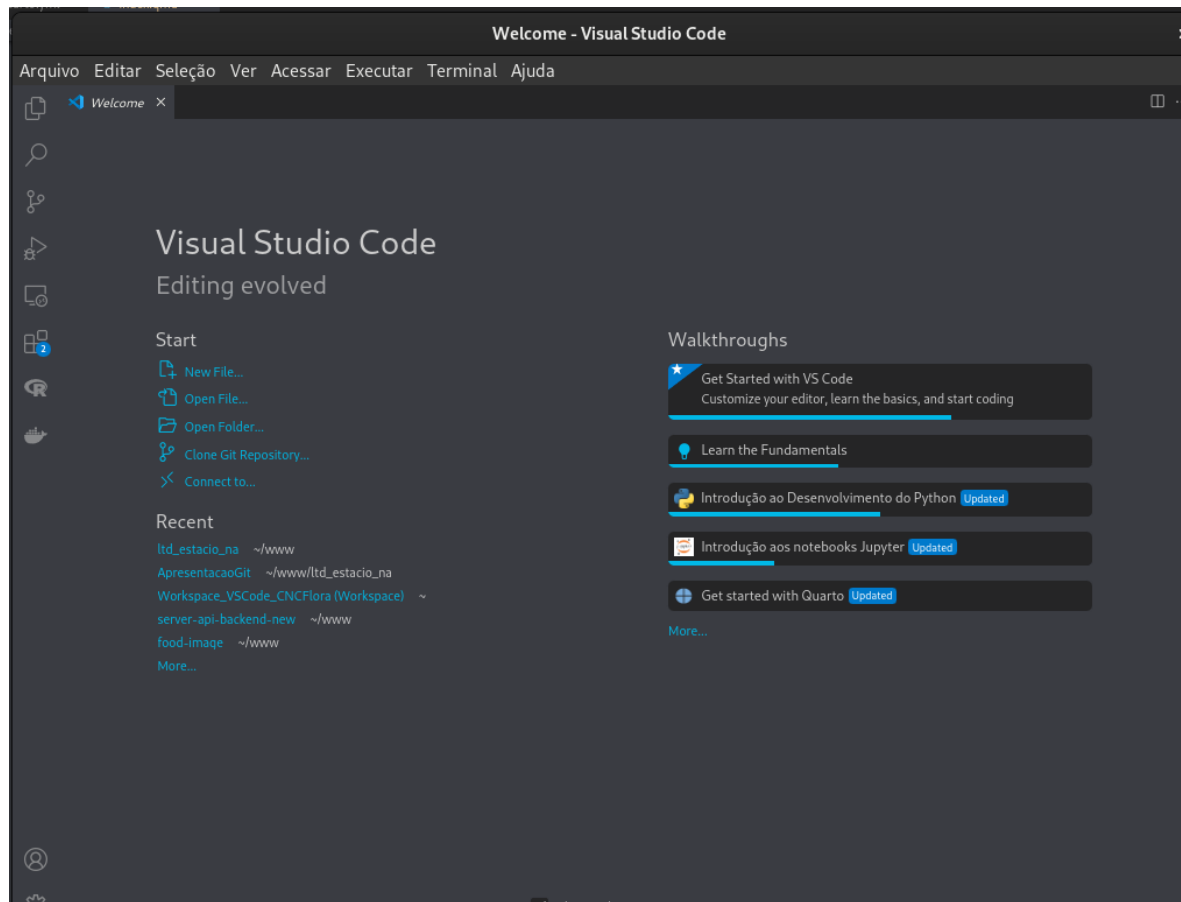 Welcome - Visual Studio Code
Arquivo Editar Seleção Ver Acessar Executar Terminal Ajuda
Welcome
Visual Studio Code
Editing evolved
Start
New File...
Open File...
Open Folder...
Clone Git Repository...
Connect to...
Recent
ltd_estacio_na ~/www
ApresentacaoGit ~/www/ltd_estacio_na
Workspace_VSCode_CNCFlora (Workspace) ~
server-api-backend-new ~/www
food-image ~/www
More...
Walkthroughs
Get Started with VS Code
Customize your editor, learn the basics, and start coding
Learn the Fundamentals
Introdução ao Desenvolvimento do Python Updated
Introdução aos notebooks Jupyter Updated
Get started with Quarto Updated
More...
2
R